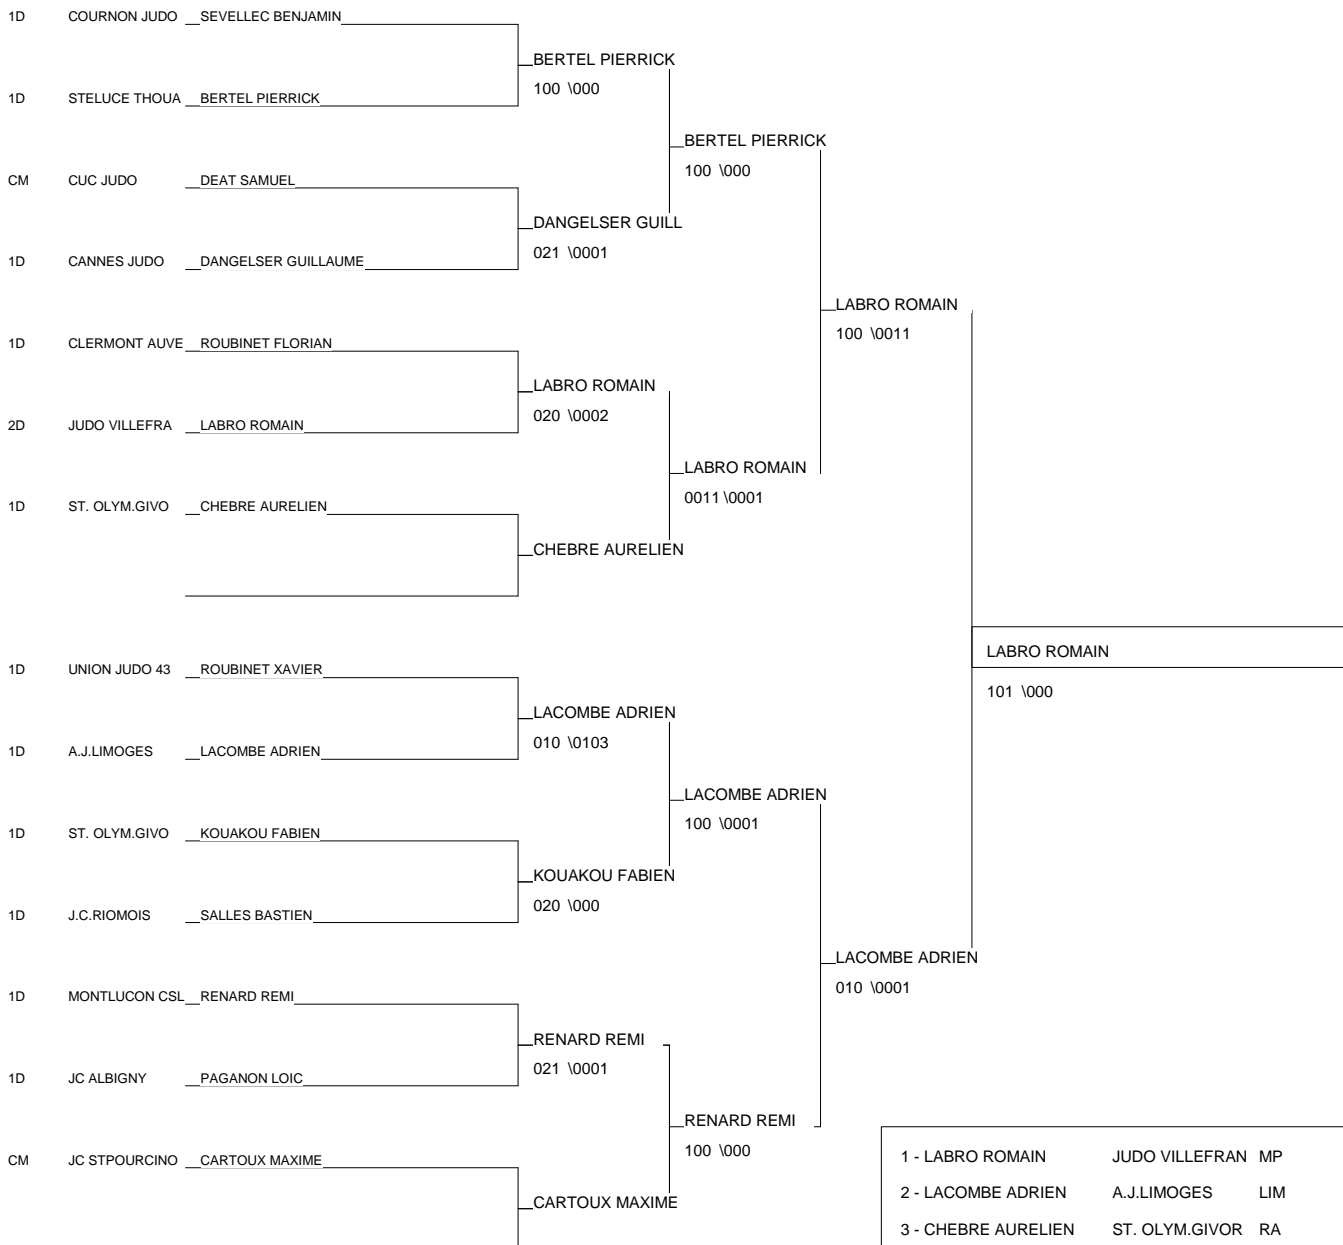 1D COURNON JUDO SEVELLEC BENJAMIN
BERTEL PIERRICK
100 \000
1D STELUCE THOUA BERTEL PIERRICK
BERTEL PIERRICK
100 \000
CM CUC JUDO DEAT SAMUEL
DANGELSER GUILL
021 \0001
1D CANNES JUDO DANGELSER GUILLAUME
LABRO ROMAIN
100 \0011
1D CLERMONT AUVE ROUBINET FLORIAN
LABRO ROMAIN
020 \0002
2D JUDO VILLEFRA LABRO ROMAIN
LABRO ROMAIN
0011 \0001
1D ST. OLYM.GIVO CHEBRE AURELIEN
CHEBRE AURELIEN
LABRO ROMAIN
101 \000
1D UNION JUDO 43 ROUBINET XAVIER
LACOMBE ADRIEN
010 \0103
1D A.J.LIMOGES LACOMBE ADRIEN
LACOMBE ADRIEN
100 \0001
1D ST. OLYM.GIVO KOUAKOU FABIEN
KOUAKOU FABIEN
020 \000
1D J.C.RIOMOIS SALLES BASTIEN
LACOMBE ADRIEN
010 \0001
1D MONTLUCON CSL RENARD REMI
RENARD REMI
021 \0001
1D JC ALBIGNY PAGANON LOIC
RENARD REMI
100 \000
CM JC STPOURCINO CARTOUX MAXIME
CARTOUX MAXIME
1 - LABRO ROMAIN JUDO VILLEFRAN MP
2 - LACOMBE ADRIEN A.J.LIMOGES LIM
3 - CHEBRE AURELIEN ST. OLYM.GIVOR RA